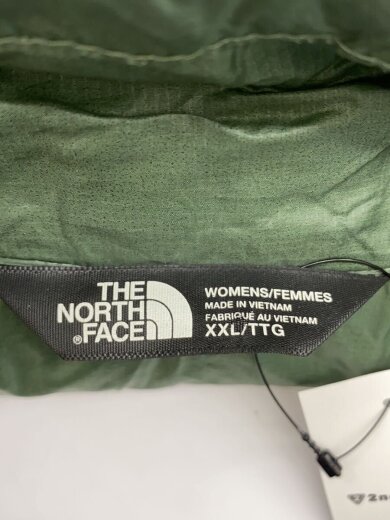 THE
NORTH
FACE
®
WOMENS/FEMMES
MADE IN VIETNAM
FABRIQUÉ AU VIETNAM
XXL/TTG